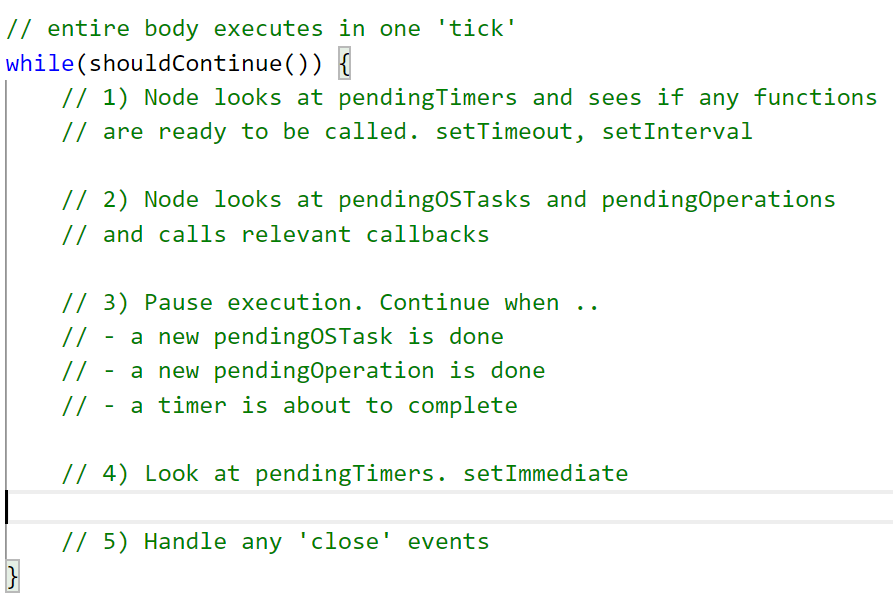 // entire body executes in one 'tick'
while(shouldContinue()) {
// 1) Node looks at pendingTimers and sees if any functions
// are ready to be called. setTimeout, setInterval
// 2) Node looks at pendingOSTasks and pendingOperations
// and calls relevant callbacks
// 3) Pause execution. Continue when ..
// - a new pendingOSTask is done
// - a new pendingOperation is done
// - a timer is about to complete
// 4) Look at pendingTimers. setImmediate
// 5) Handle any 'close' events
}